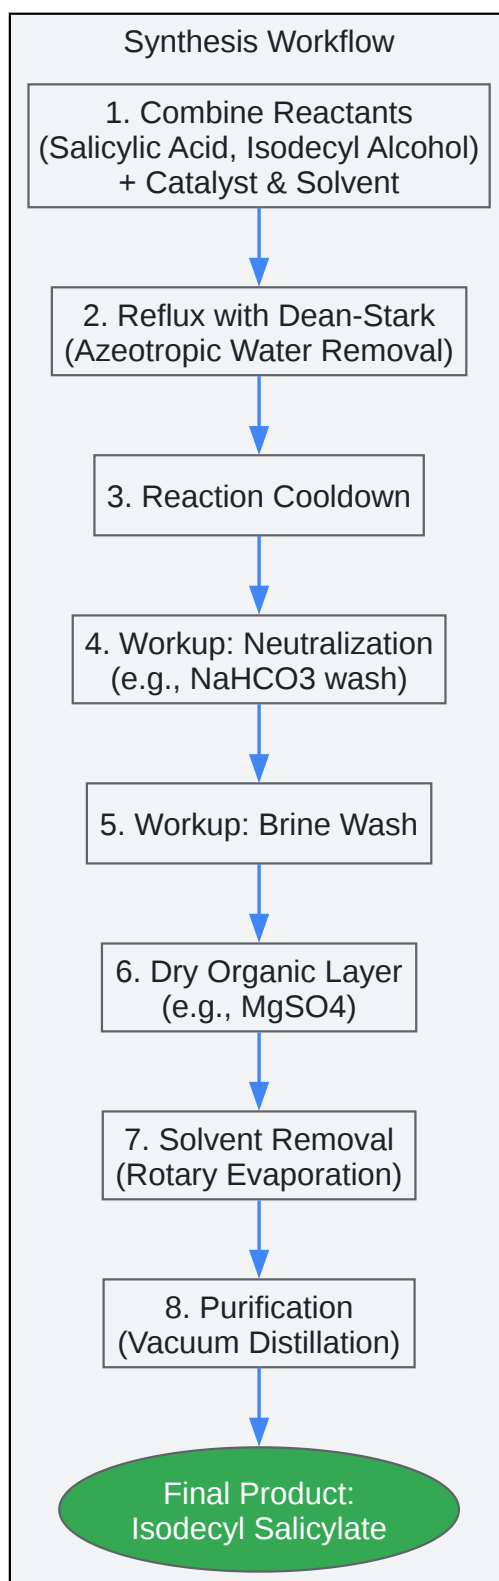 Synthesis Workflow
1. Combine Reactants
(Salicylic Acid, Isodecyl Alcohol)
+ Catalyst & Solvent
2. Reflux with Dean-Stark
(Azeotropic Water Removal)
3. Reaction Cooldown
4. Workup: Neutralization
(e.g., NaHCO3 wash)
5. Workup: Brine Wash
6. Dry Organic Layer
(e.g., MgSO4)
7. Solvent Removal
(Rotary Evaporation)
8. Purification
(Vacuum Distillation)
Final Product:
Isodecyl Salicylate